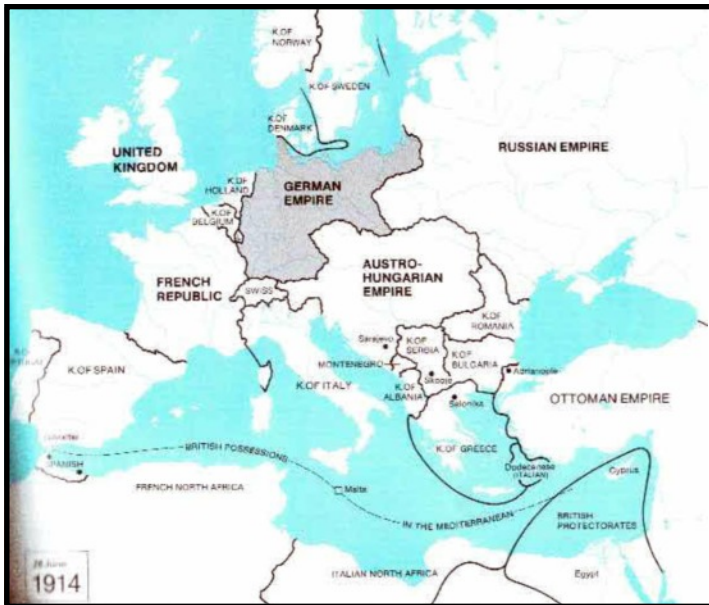 K.OF
NORWAY
K.OF SWEDEN
K.OF
DENMARK
UNITED
KINGDOM
RUSSIAN EMPIRE
K.OF
HOLLAND
GERMAN
EMPIRE
K.OF
BELGIUM
AUSTRO-
HUNGARIAN
EMPIRE
FRENCH
REPUBLIC
SWISS
K.OF
ROMANIA
Sarajevo
K.OF
SERBIA
K.OF
BULGARIA
MONTENEGRO
Adrianople
K.OF SPAIN
K.OF ITALY
Skopje
K.OF
ALBANIA
Salonika
OTTOMAN EMPIRE
K.OF GREECE
BRITISH POSSESSIONS
SPANISH
Dodecanese
(ITALIAN)
Cyprus
FRENCH NORTH AFRICA
Malta
IN THE MEDITERRANEAN
BRITISH
PROTECTORATES
ITALIAN NORTH AFRICA
Egypt
1914